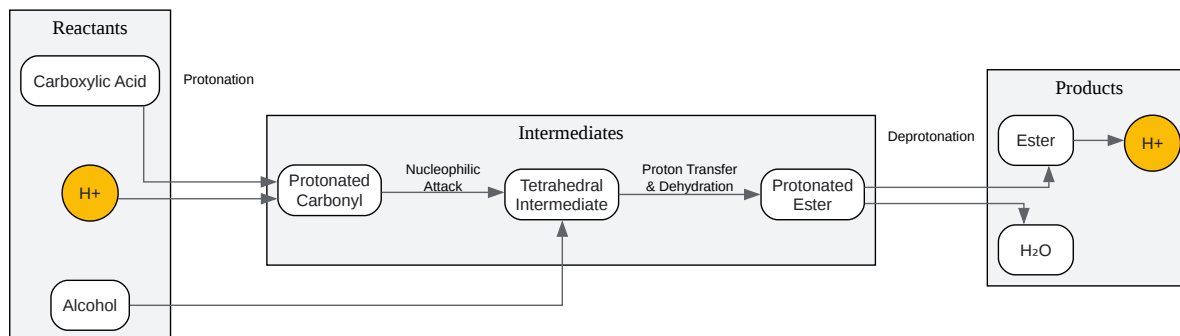 Reactants
Carboxylic Acid
H+
Alcohol
Protonation
Intermediates
Protonated
Carbonyl
Nucleophilic
Attack
Tetrahedral
Intermediate
Proton Transfer
& Dehydration
Protonated
Ester
Deprotonation
Products
Ester
H+
H₂O